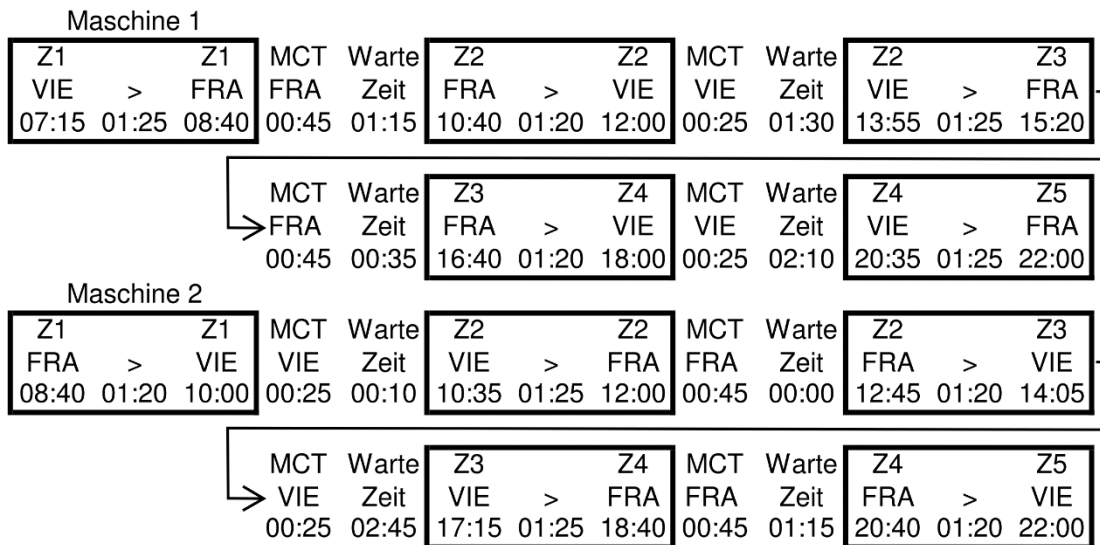 Maschine 1
Z1 Z1 MCT Warte Z2 Z2 MCT Warte Z2 Z3
VIE > FRA FRA Zeit FRA > VIE VIE Zeit VIE > FRA
07:15 01:25 08:40 00:45 01:15 10:40 01:20 12:00 00:25 01:30 13:55 01:25 15:20
MCT Warte Z3 Z4 MCT Warte Z4 Z5
FRA Zeit FRA > VIE VIE Zeit VIE > FRA
00:45 00:35 16:40 01:20 18:00 00:25 02:10 20:35 01:25 22:00
Maschine 2
Z1 Z1 MCT Warte Z2 Z2 MCT Warte Z2 Z3
FRA > VIE VIE Zeit VIE > FRA FRA Zeit FRA > VIE
08:40 01:20 10:00 00:25 00:10 10:35 01:25 12:00 00:45 00:00 12:45 01:20 14:05
MCT Warte Z3 Z4 MCT Warte Z4 Z5
VIE Zeit VIE > FRA FRA Zeit FRA > VIE
00:25 02:45 17:15 01:25 18:40 00:45 01:15 20:40 01:20 22:00